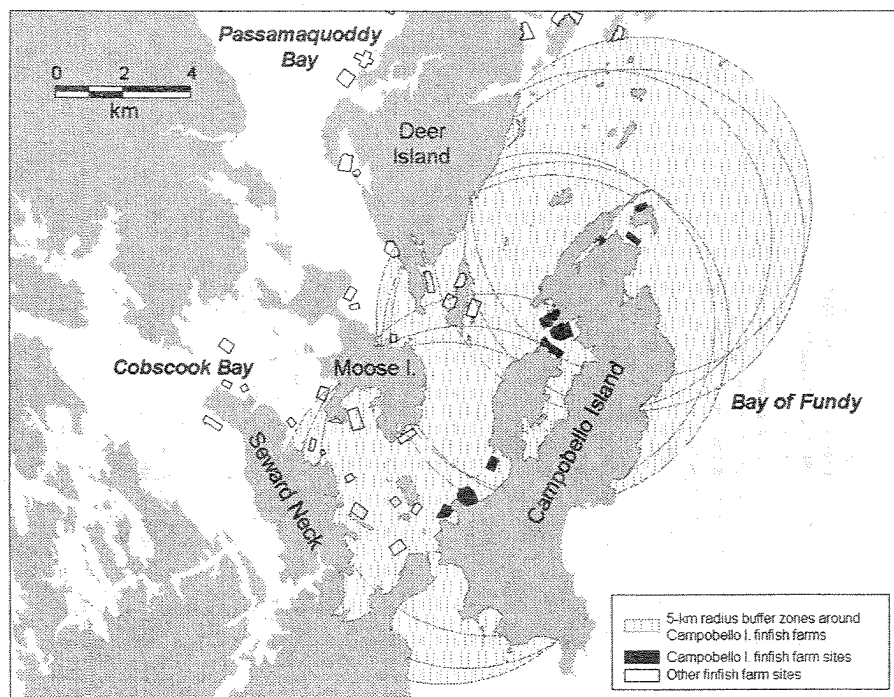 Passamaquoddy
Bay
0 2 4
km
Deer
Island
Cobscook Bay
Moose I.
Seward Neck
Campobello Island
Bay of Fundy
5-km radius buffer zones around
Campobello I. finfish farms
Campobello I. finfish farm sites
Other finfish farm sites